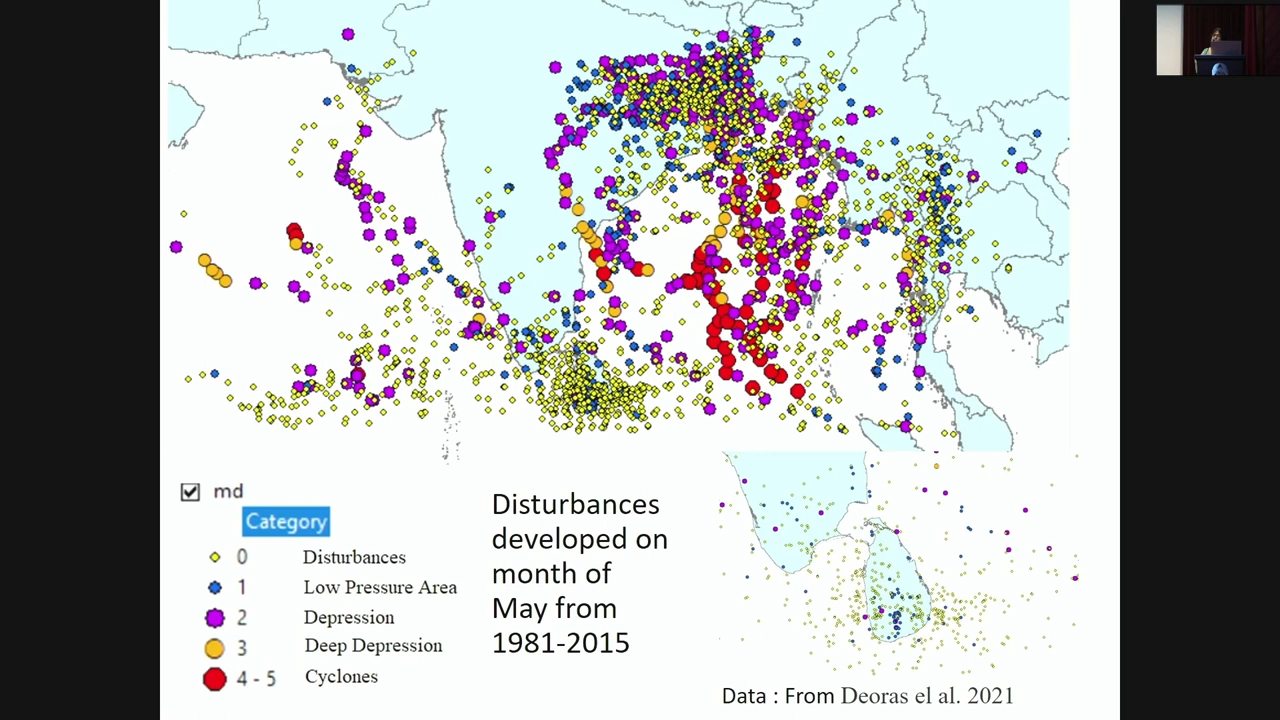 md
Category
0 Disturbances
1 Low Pressure Area
2 Depression
3 Deep Depression
4 - 5 Cyclones
Disturbances
developed on
month of
May from
1981-2015
Data : From Deoras el al. 2021